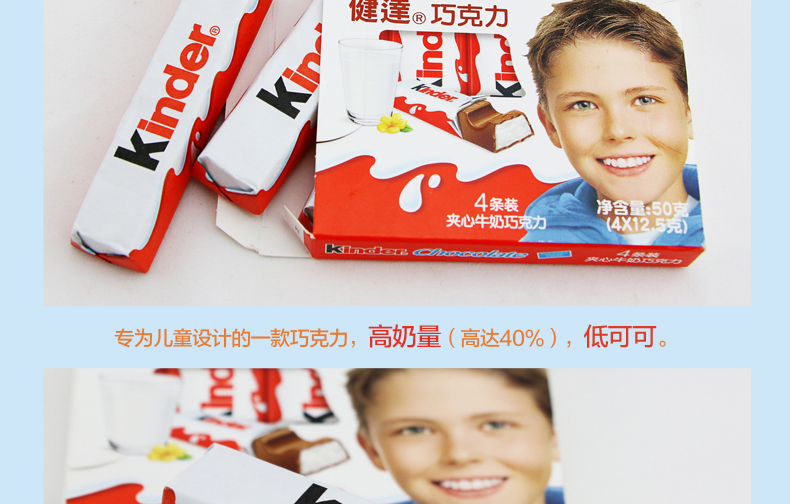 健達® 巧克力
Kinder®
Kinder
Kinder
Kinder
4条装
夹心牛奶巧克力
净含量:50克
(4X12.5克)
Kinder Chocolate
4条装
夹心牛奶巧克力
专为儿童设计的一款巧克力，高奶量（高达40%），低可可。
Kinder
Kinder